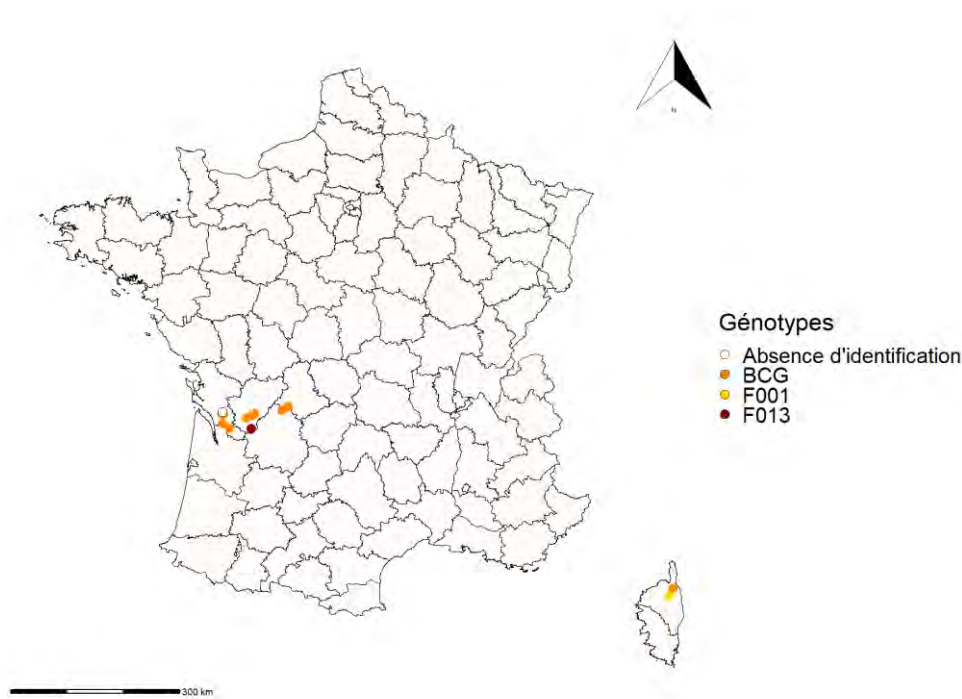 N
Génotypes
Absence d'identification
BCG
F001
F013
300 km